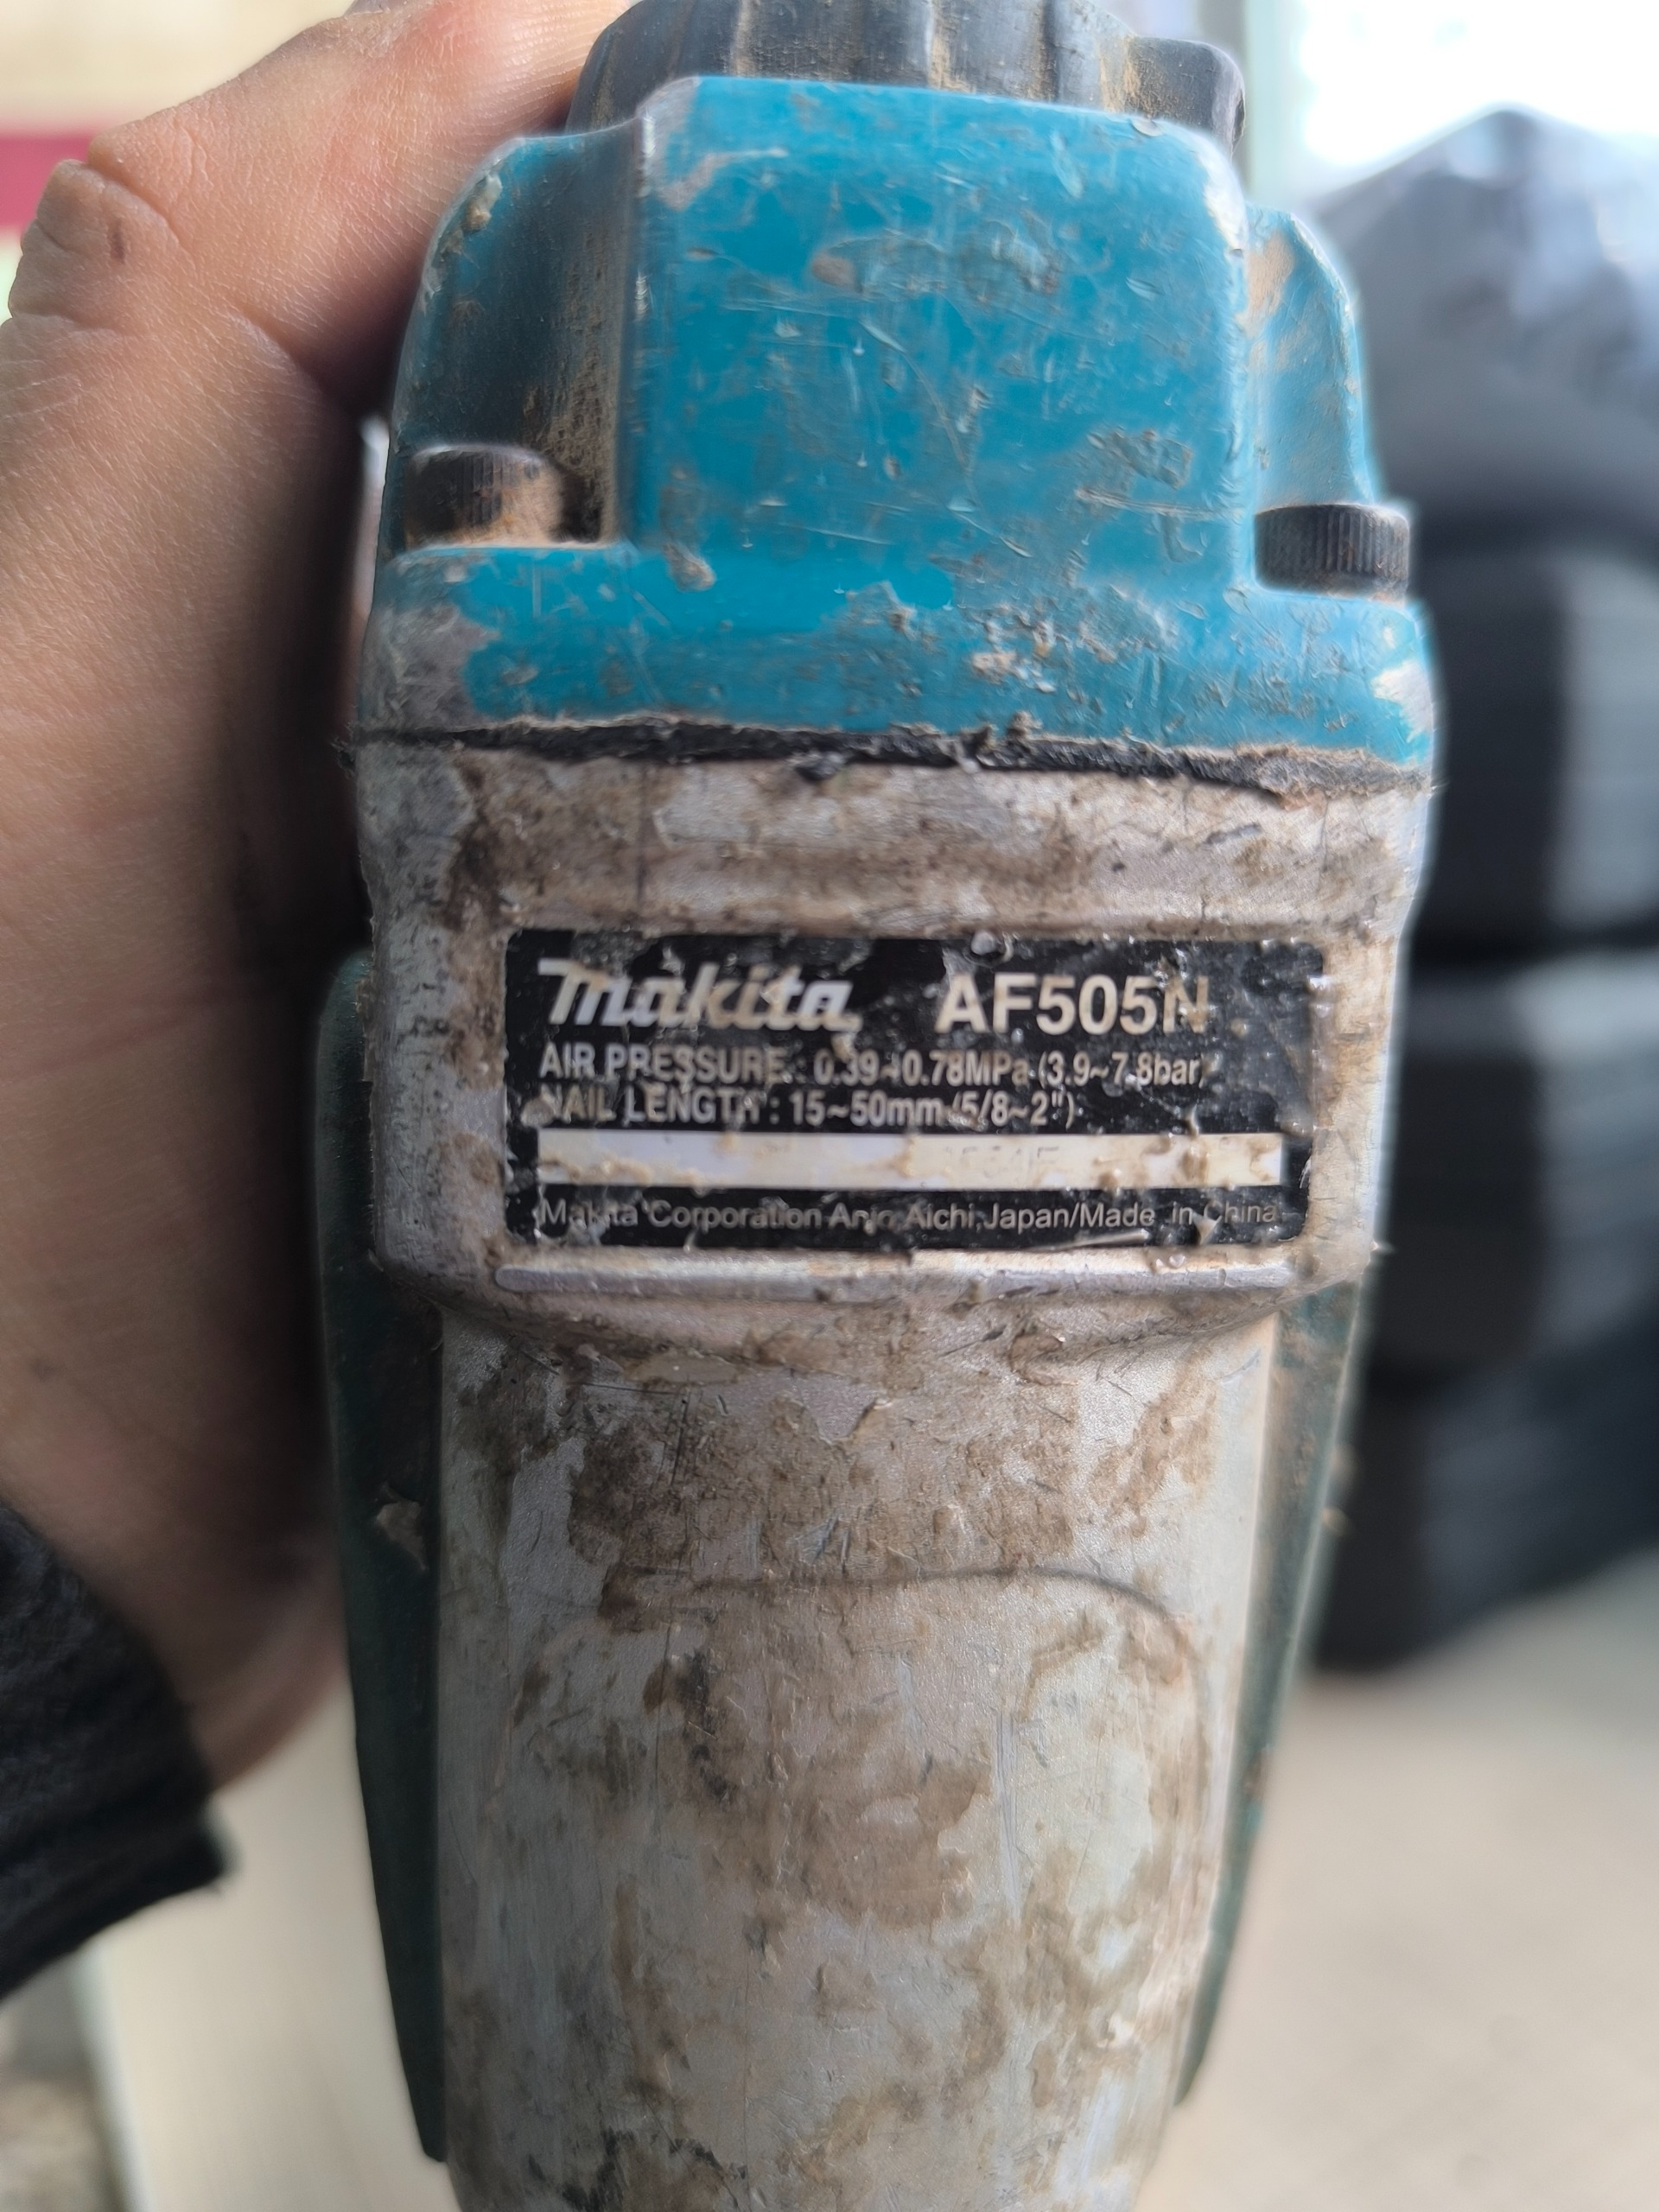 makita AF505N
AIR PRESSURE : 0.39~0.78MPa (3.9~7.8bar)
NAIL LENGTH : 15~50mm (5/8~2")
Makita Corporation Anjo, Aichi, Japan/Made in China